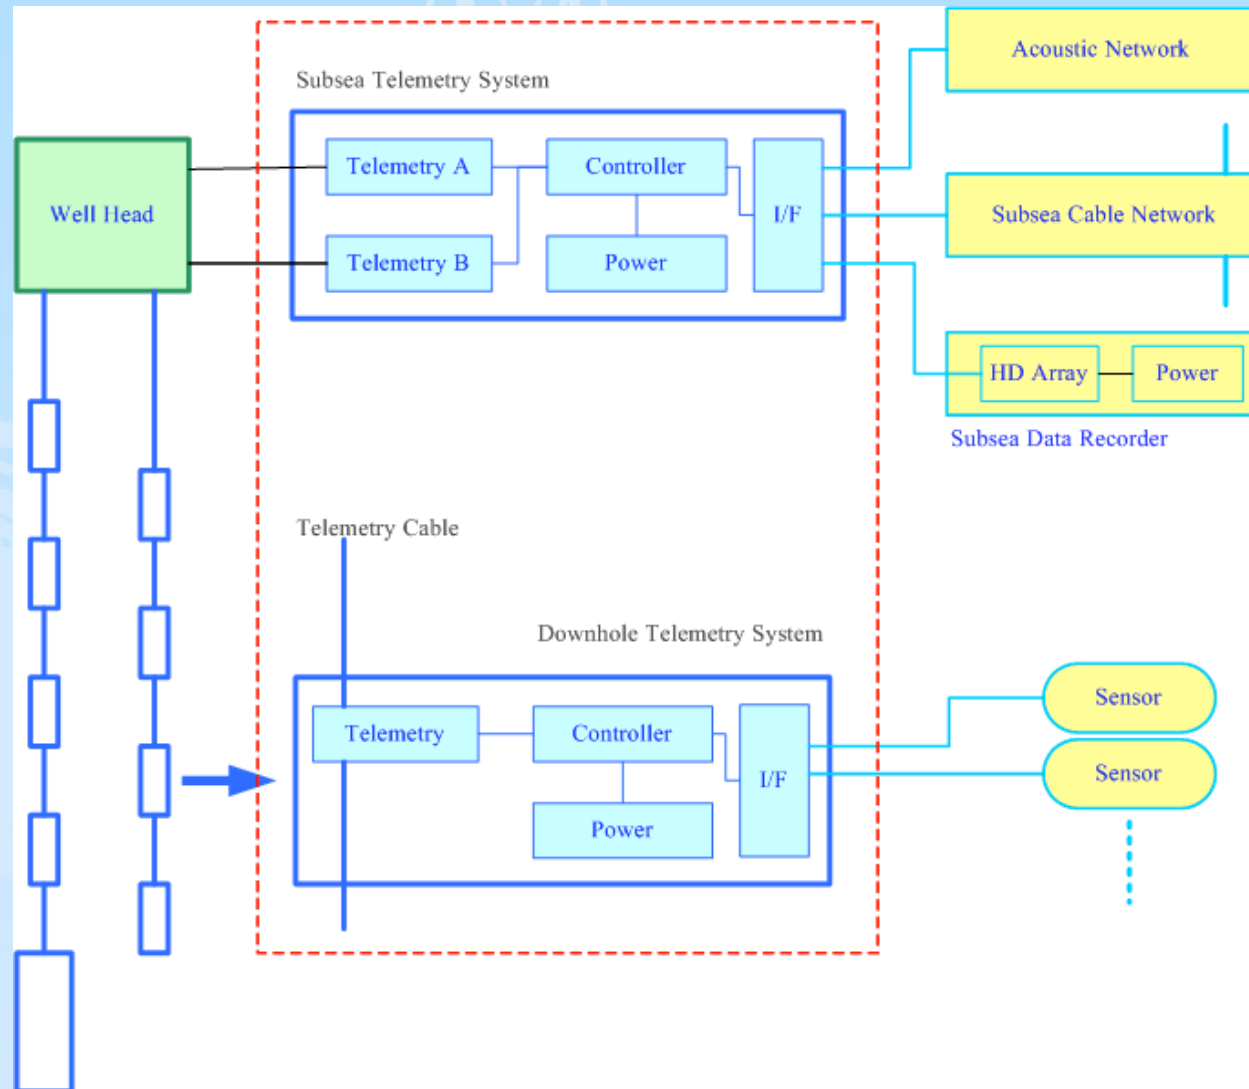 Subsea Telemetry System
Well Head
Telemetry A
Telemetry B
Controller
Power
I/F
Acoustic Network
Subsea Cable Network
HD Array
Power
Subsea Data Recorder
Telemetry Cable
Downhole Telemetry System
Telemetry
Controller
Power
I/F
Sensor
Sensor